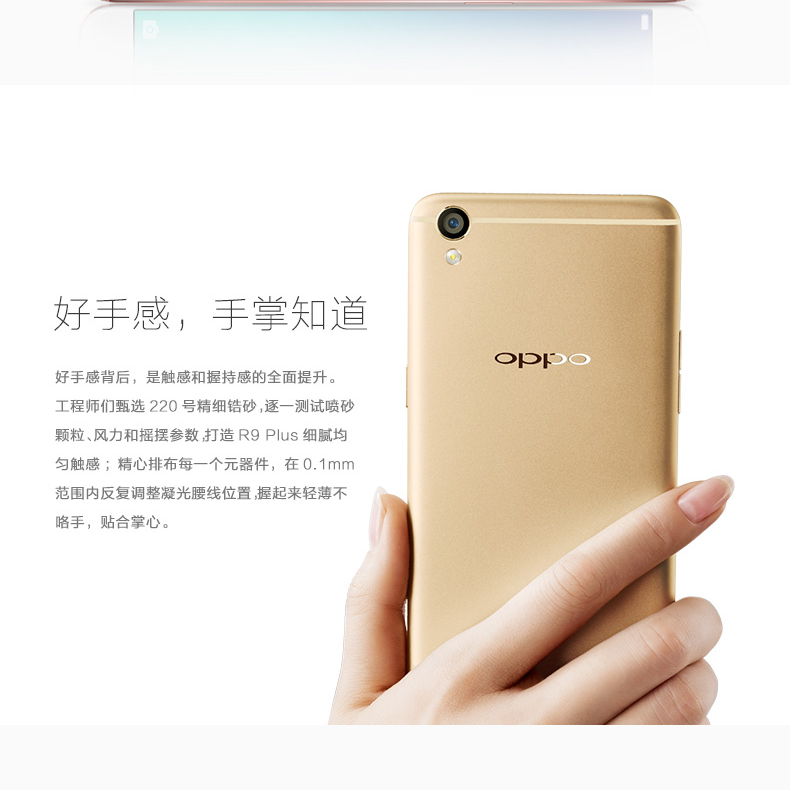 好手感，手掌知道
oppo
好手感背后，是触感和握持感的全面提升。
工程师们甄选 220 号精细锆砂,逐一测试喷砂
颗粒、风力和摇摆参数,打造 R9 Plus 细腻均
匀触感；精心排布每一个元器件，在 0.1mm
范围内反复调整凝光腰线位置,握起来轻薄不
咯手，贴合掌心。